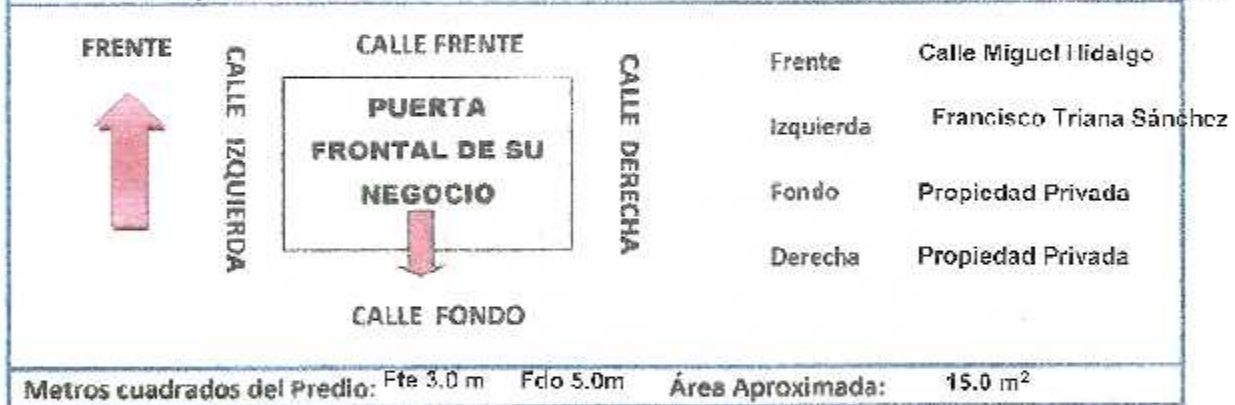 FRENTE
CALLE IZQUIERDA
CALLE FRENTE
PUERTA
FRONTAL DE SU
NEGOCIO
CALLE FONDO
CALLE DERECHA
Frente Calle Miguel Hidalgo
Izquierda Francisco Triana Sánchez
Fondo Propiedad Privada
Derecha Propiedad Privada
Metros cuadrados del Predio: Fte 3.0 m Fdo 5.0m Área Aproximada: 15.0 m²